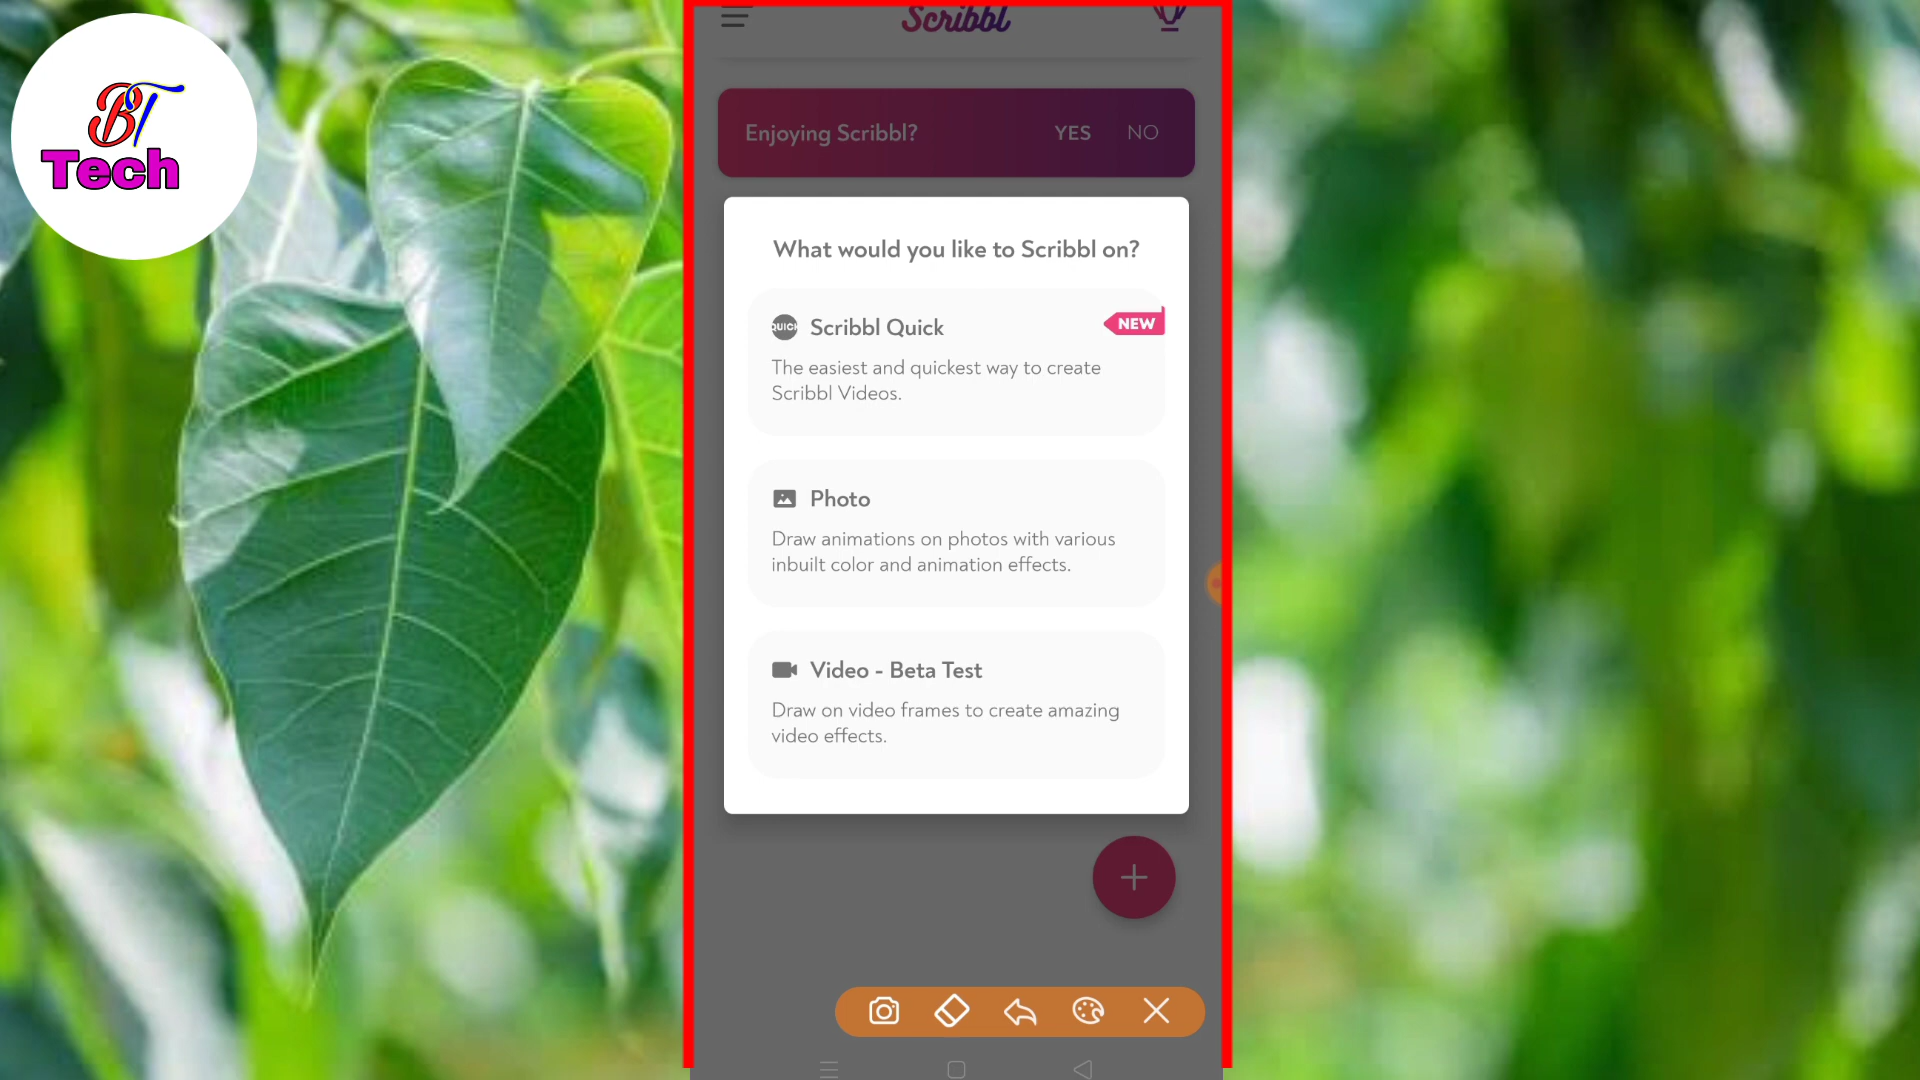 BT
Tech
Scribbl
Enjoying Scribbl? YES NO
What would you like to Scribbl on?
QUICK Scribbl Quick NEW
The easiest and quickest way to create
Scribbl Videos.
Photo
Draw animations on photos with various
inbuilt color and animation effects.
Video - Beta Test
Draw on video frames to create amazing
video effects.